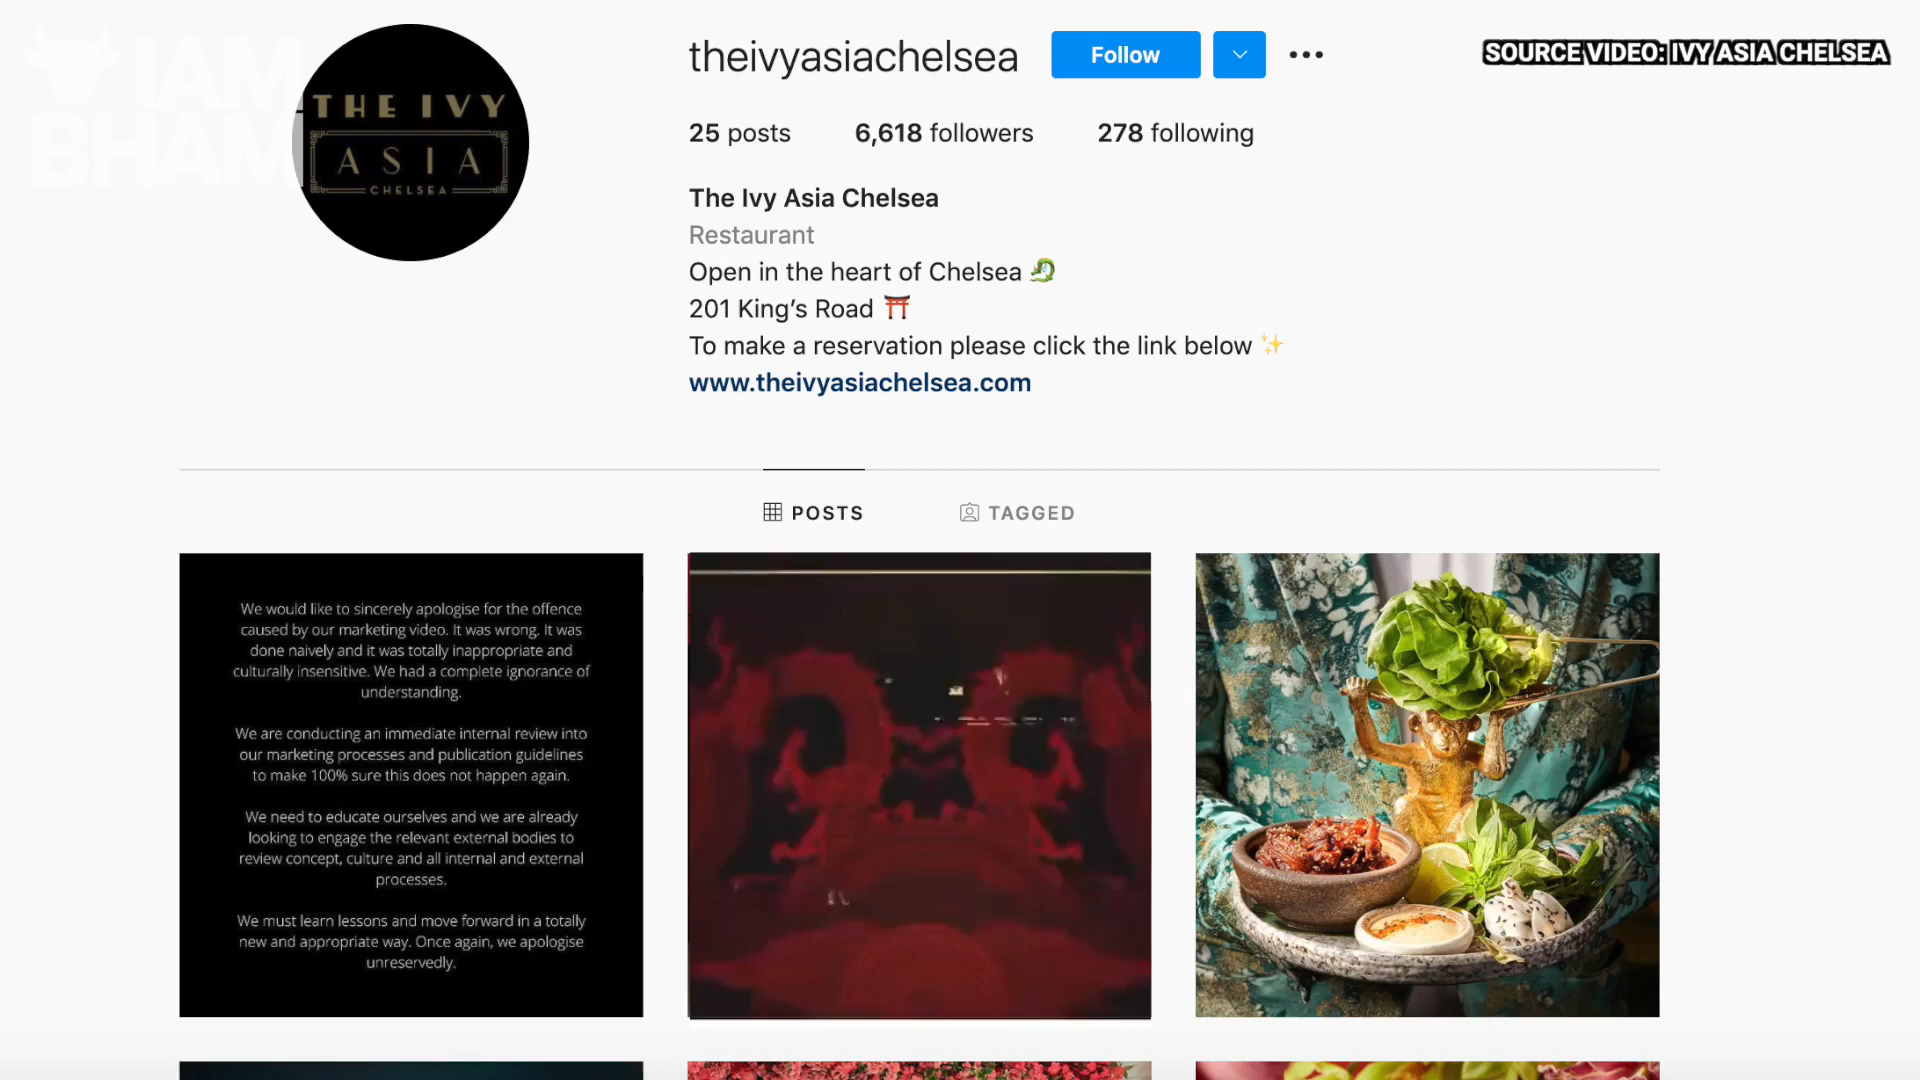 IAM
BHAM
THE IVY
ASIA
CHELSEA
theivyasiachelsea
Follow
SOURCE VIDEO: IVY ASIA CHELSEA
25 posts
6,618 followers
278 following
The Ivy Asia Chelsea
Restaurant
Open in the heart of Chelsea 🐉
201 King’s Road ⛩️
To make a reservation please click the link below ✨
www.theivyasiachelsea.com
POSTS
TAGGED
We would like to sincerely apologise for the offence
caused by our marketing video. It was wrong. It was
done naively and it was totally inappropriate and
culturally insensitive. We had a complete ignorance of
understanding.
We are conducting an immediate internal review into
our marketing processes and publication guidelines
to make 100% sure this does not happen again.
We need to educate ourselves and we are already
looking to engage the relevant external bodies to
review concept, culture and all internal and external
processes.
We must learn lessons and move forward in a totally
new and appropriate way. Once again, we apologise
unreservedly.